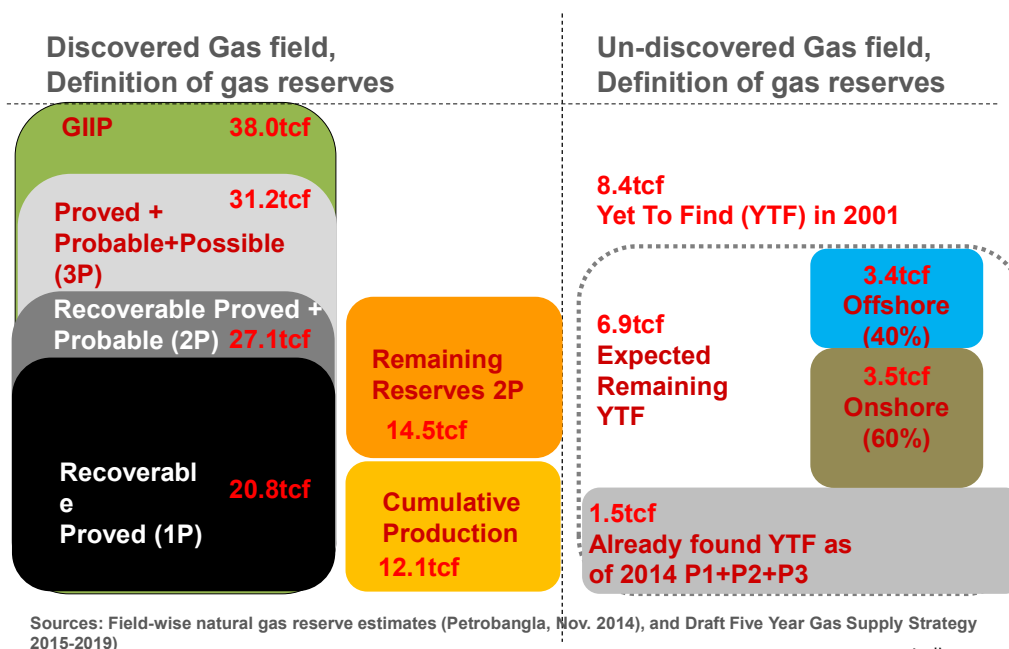 Discovered Gas field,
Definition of gas reserves
Un-discovered Gas field,
Definition of gas reserves
GIIP 38.0tcf
31.2tcf
Proved +
Probable+Possible
(3P)
Recoverable Proved +
Probable (2P) 27.1tcf
Recoverabl
e
Proved (1P)
20.8tcf
Remaining
Reserves 2P
14.5tcf
Cumulative
Production
12.1tcf
8.4tcf
Yet To Find (YTF) in 2001
6.9tcf
Expected
Remaining
YTF
3.4tcf
Offshore
(40%)
3.5tcf
Onshore
(60%)
1.5tcf
Already found YTF as
of 2014 P1+P2+P3
Sources: Field-wise natural gas reserve estimates (Petrobangla, Nov. 2014), and Draft Five Year Gas Supply Strategy
2015-2019)